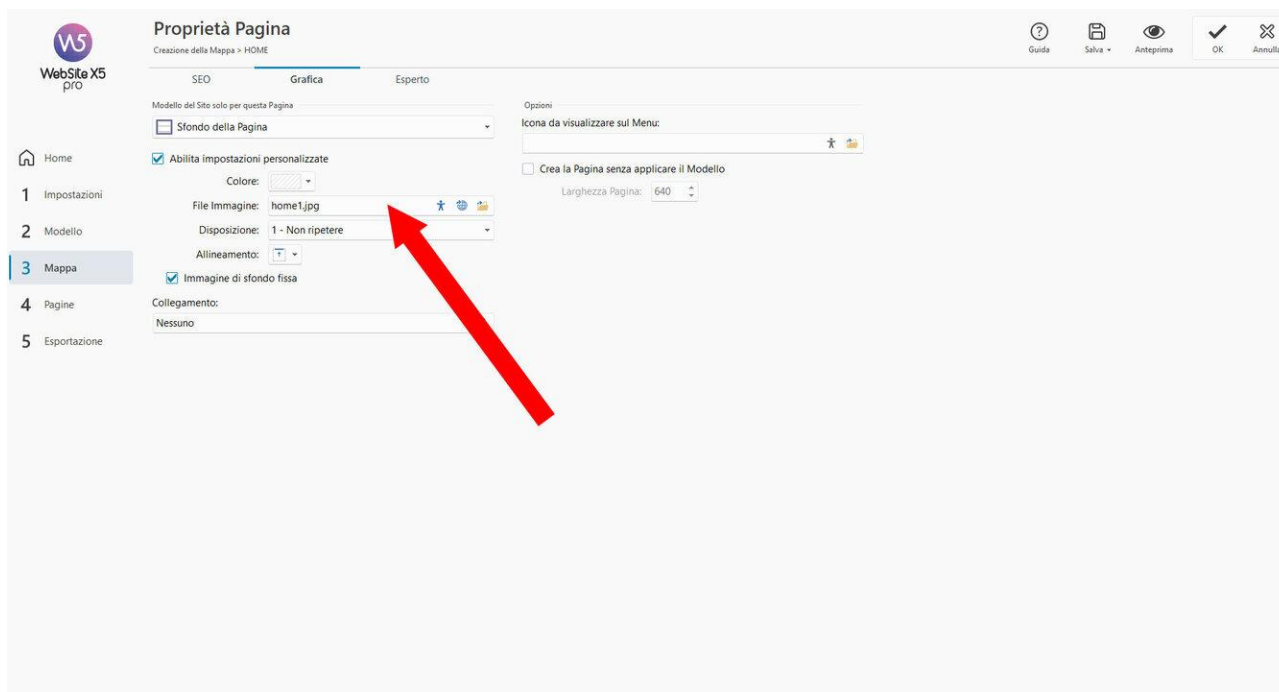 W5
WebSite X5
pro
Proprietà Pagina
Creazione della Mappa > HOME
Guida
Salva
Anteprima
OK
Annulla
SEO
Grafica
Esperto
Home
1 Impostazioni
2 Modello
3 Mappa
4 Pagine
5 Esportazione
Modello del Sito solo per questa Pagina
Sfondo della Pagina
Abilita impostazioni personalizzate
Colore:
File Immagine: home1.jpg
Disposizione: 1 - Non ripetere
Allineamento:
Immagine di sfondo fissa
Collegamento:
Nessuno
Opzioni
Icona da visualizzare sul Menu:
Crea la Pagina senza applicare il Modello
Larghezza Pagina: 640